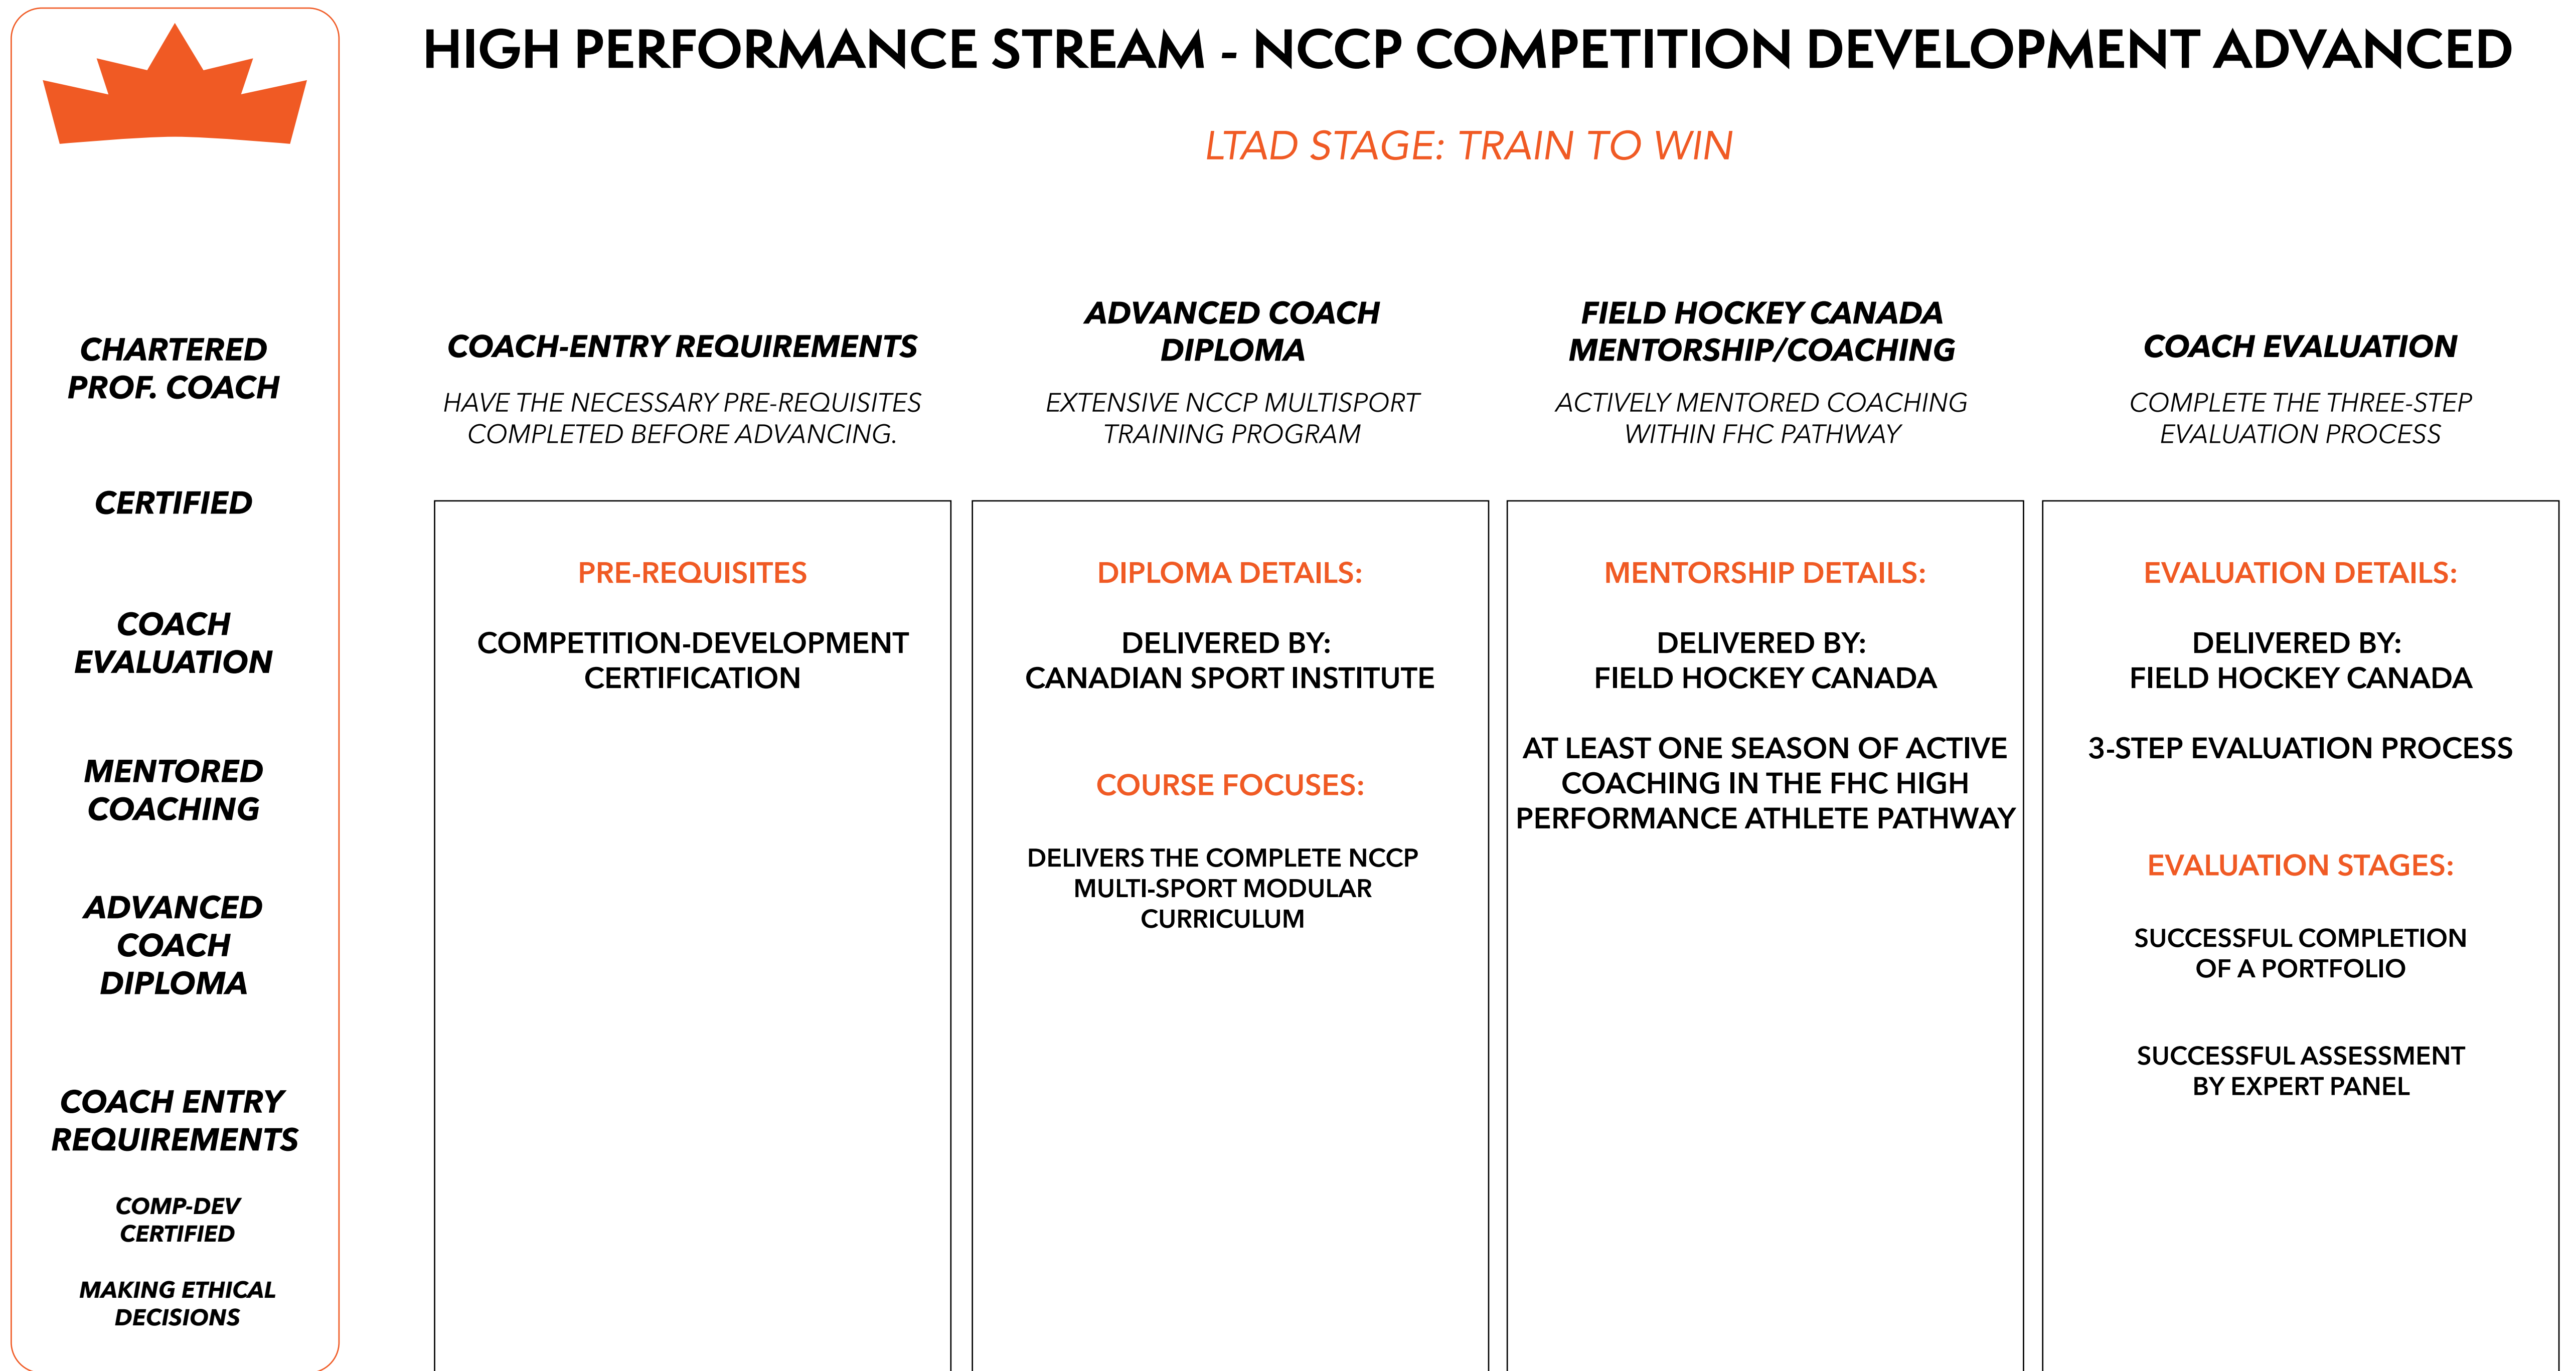 HIGH PERFORMANCE STREAM - NCCP COMPETITION DEVELOPMENT ADVANCED
LTAD STAGE: TRAIN TO WIN
CHARTERED
PROF. COACH
CERTIFIED
COACH
EVALUATION
MENTORED
COACHING
ADVANCED
COACH
DIPLOMA
COACH ENTRY
REQUIREMENTS
COMP-DEV
CERTIFIED
MAKING ETHICAL
DECISIONS
COACH-ENTRY REQUIREMENTS
HAVE THE NECESSARY PRE-REQUISITES
COMPLETED BEFORE ADVANCING.
PRE-REQUISITES
COMPETITION-DEVELOPMENT
CERTIFICATION
ADVANCED COACH
DIPLOMA
EXTENSIVE NCCP MULTISPORT
TRAINING PROGRAM
DIPLOMA DETAILS:
DELIVERED BY:
CANADIAN SPORT INSTITUTE
COURSE FOCUSES:
DELIVERS THE COMPLETE NCCP
MULTI-SPORT MODULAR
CURRICULUM
FIELD HOCKEY CANADA
MENTORSHIP/COACHING
ACTIVELY MENTORED COACHING
WITHIN FHC PATHWAY
MENTORSHIP DETAILS:
DELIVERED BY:
FIELD HOCKEY CANADA
AT LEAST ONE SEASON OF ACTIVE
COACHING IN THE FHC HIGH
PERFORMANCE ATHLETE PATHWAY
COACH EVALUATION
COMPLETE THE THREE-STEP
EVALUATION PROCESS
EVALUATION DETAILS:
DELIVERED BY:
FIELD HOCKEY CANADA
3-STEP EVALUATION PROCESS
EVALUATION STAGES:
SUCCESSFUL COMPLETION
OF A PORTFOLIO
SUCCESSFUL ASSESSMENT
BY EXPERT PANEL